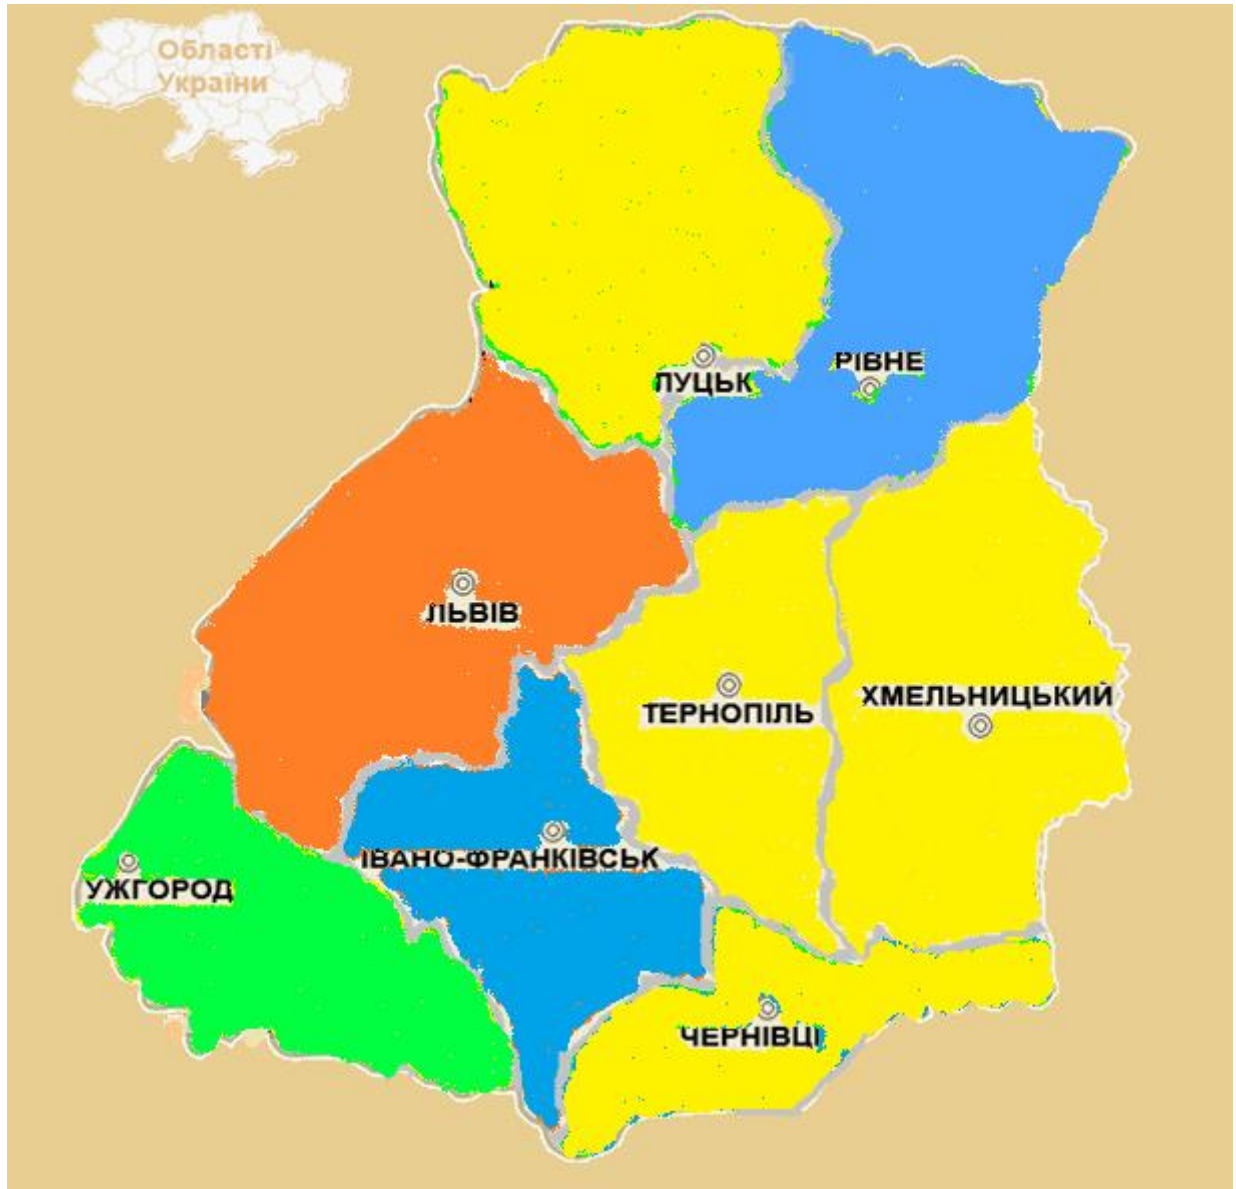 Області
України
ЛУЦЬК
РІВНЕ
ЛЬВІВ
ТЕРНОПІЛЬ
ХМЕЛЬНИЦЬКИЙ
ІВАНО-ФРАНКІВСЬК
УЖГОРОД
ЧЕРНІВЦІ